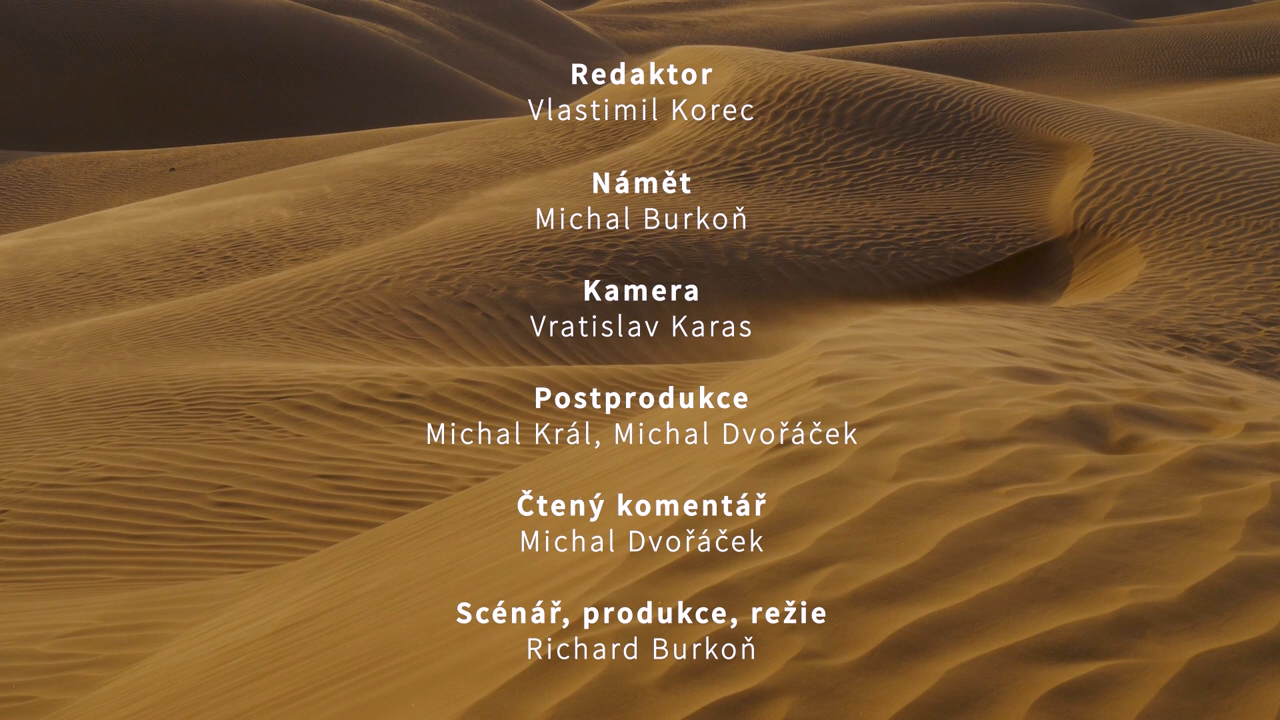 Redaktor
Vlastimil Korec
Námět
Michal Burkoň
Kamera
Vratislav Karas
Postprodukce
Michal Král, Michal Dvořáček
Čtený komentář
Michal Dvořáček
Scénář, produkce, režie
Richard Burkoň